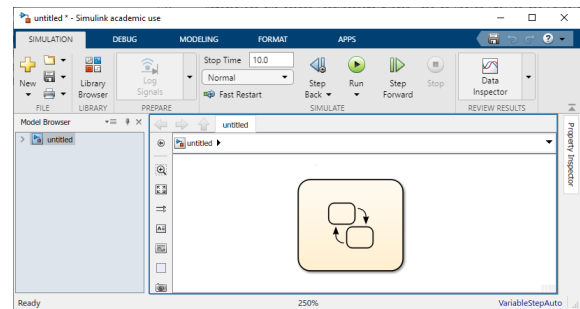 untitled * - Simulink academic use
SIMULATION DEBUG MODELING FORMAT APPS
New
Library Browser
Log Signals
Stop Time 10.0
Normal
Fast Restart
Step Back
Run
Step Forward
Stop
Data Inspector
FILE LIBRARY PREPARE SIMULATE REVIEW RESULTS
Model Browser
untitled
untitled
untitled
Property Inspector
Ready 250% VariableStepAuto